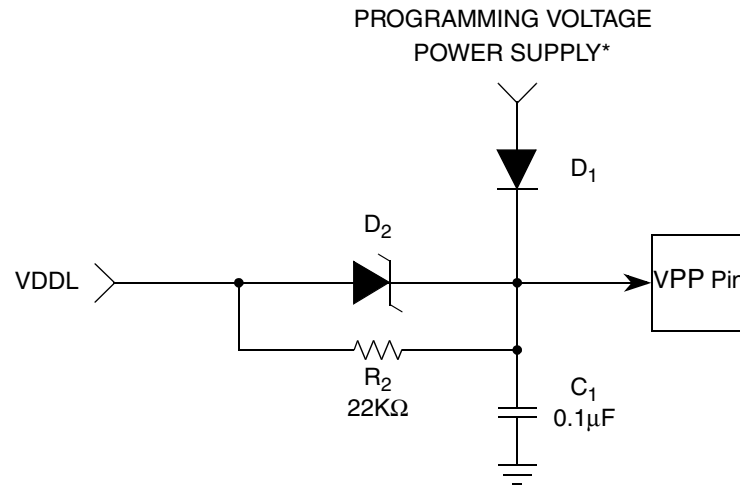 PROGRAMMING VOLTAGE
POWER SUPPLY*
D1
D2
VDDL
VPP Pin
R2
22KΩ
C1
0.1μF